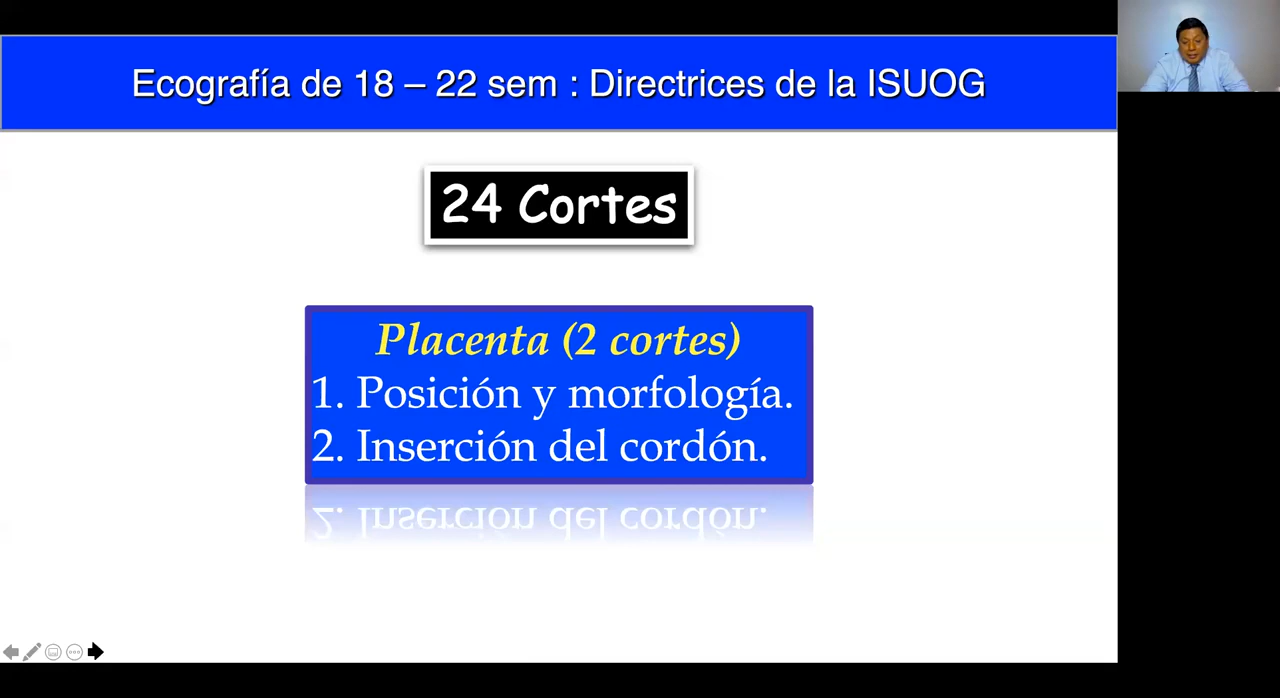 Ecografía de 18 – 22 sem : Directrices de la ISUOG
24 Cortes
Placenta (2 cortes)
1. Posición y morfología.
2. Inserción del cordón.